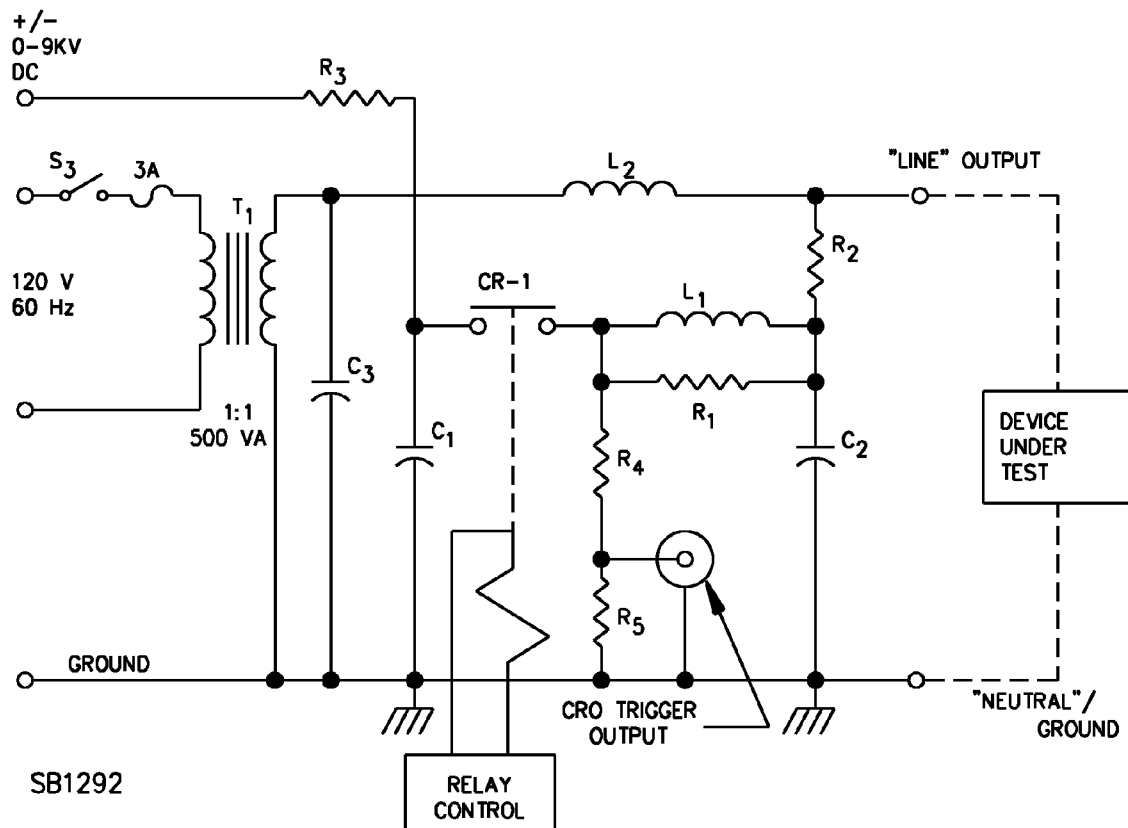 +/-
0-9KV
DC
R3
S3
3A
T1
L2
"LINE" OUTPUT
R2
120 V
60 Hz
CR-1
L1
C3
R1
1:1
500 VA
C1
R4
C2
DEVICE
UNDER
TEST
R5
GROUND
CRO TRIGGER
OUTPUT
"NEUTRAL"/
GROUND
SB1292
RELAY
CONTROL